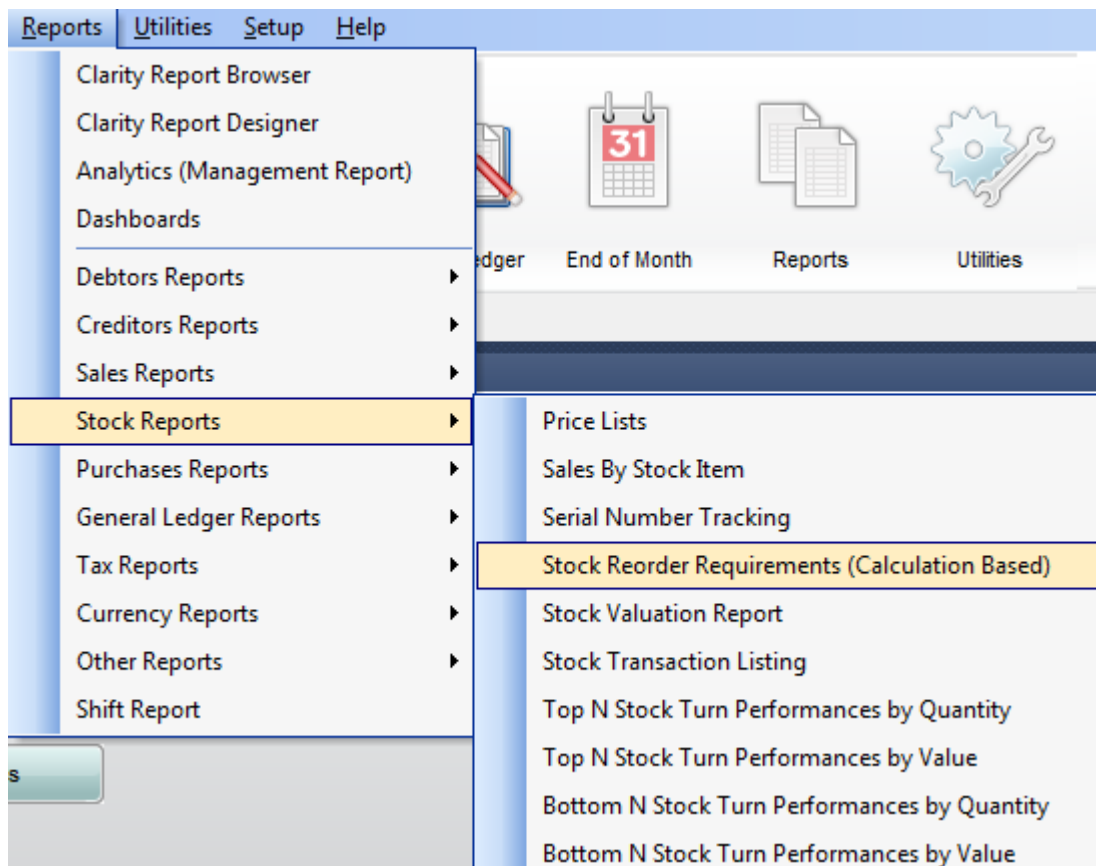 Reports Utilities Setup Help
Clarity Report Browser
Clarity Report Designer
Analytics (Management Report)
Dashboards
Debtors Reports
Creditors Reports
Sales Reports
Stock Reports
Purchases Reports
General Ledger Reports
Tax Reports
Currency Reports
Other Reports
Shift Report
31
edger End of Month Reports Utilities
Price Lists
Sales By Stock Item
Serial Number Tracking
Stock Reorder Requirements (Calculation Based)
Stock Valuation Report
Stock Transaction Listing
Top N Stock Turn Performances by Quantity
Top N Stock Turn Performances by Value
Bottom N Stock Turn Performances by Quantity
Bottom N Stock Turn Performances by Value
s